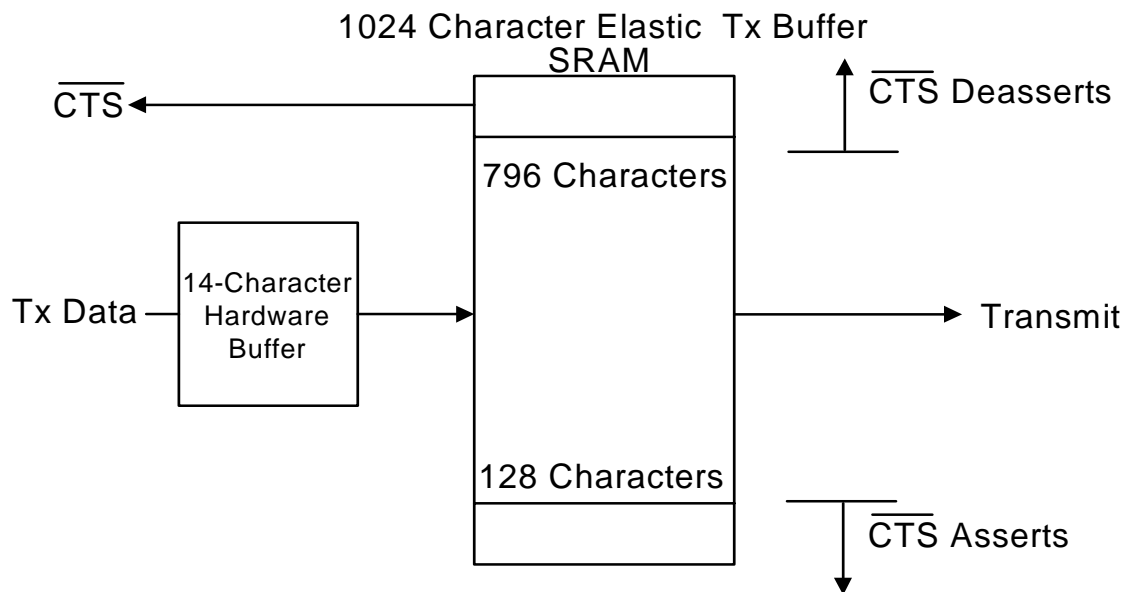 1024 Character Elastic Tx Buffer
SRAM
CTS
CTS Deasserts
796 Characters
14-Character
Hardware
Buffer
Tx Data
Transmit
128 Characters
CTS Asserts